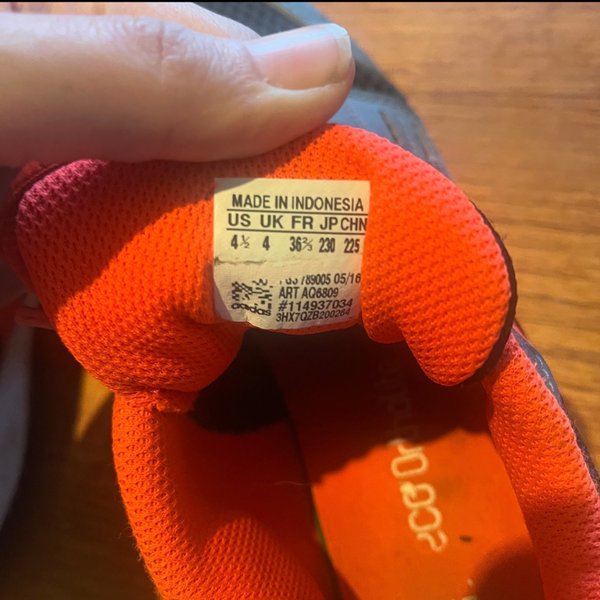 MADE IN INDONESIA
US UK FR JP CHN
4½ 4 36⅔ 230 225
789005 05/16
ART AQ6809
#114937034
3HX7QZB200264
adidas